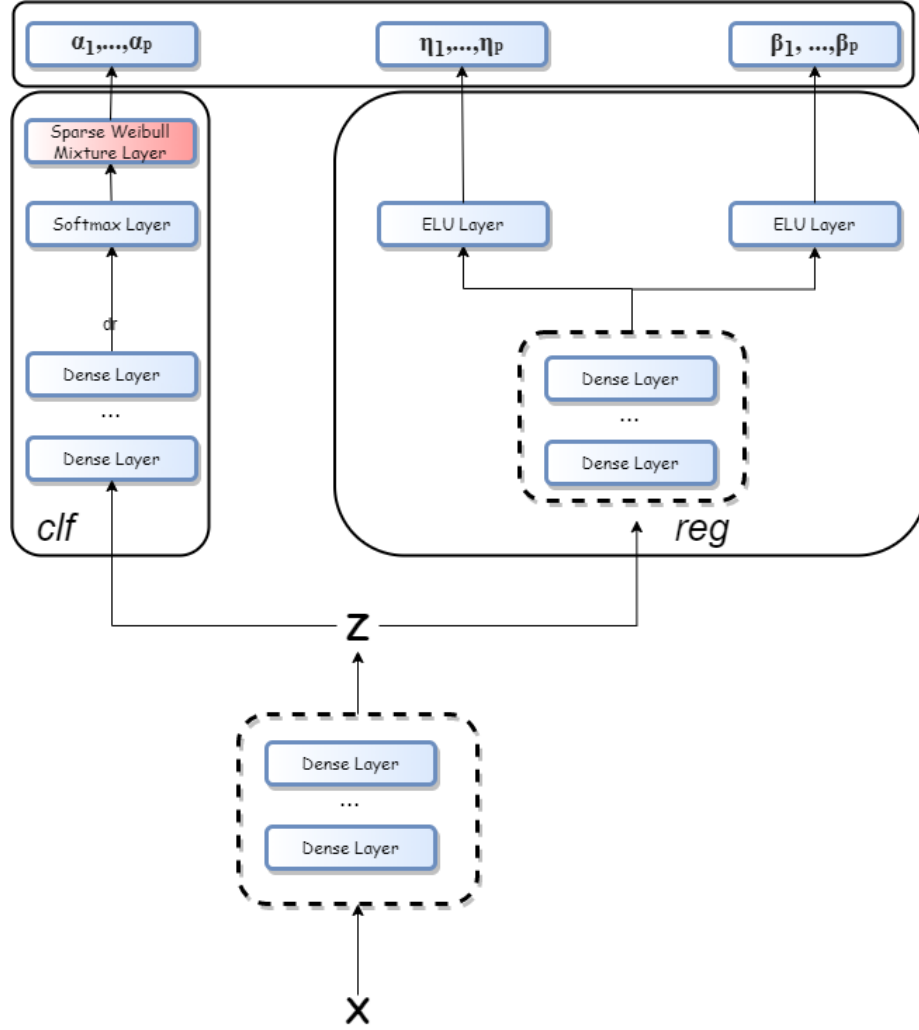 α1,...,αp
η1,...,ηp
β1, ...,βp
Sparse Weibull
Mixture Layer
Softmax Layer
ELU Layer
ELU Layer
dr
Dense Layer
...
Dense Layer
clf
Dense Layer
...
Dense Layer
reg
z
Dense Layer
...
Dense Layer
x